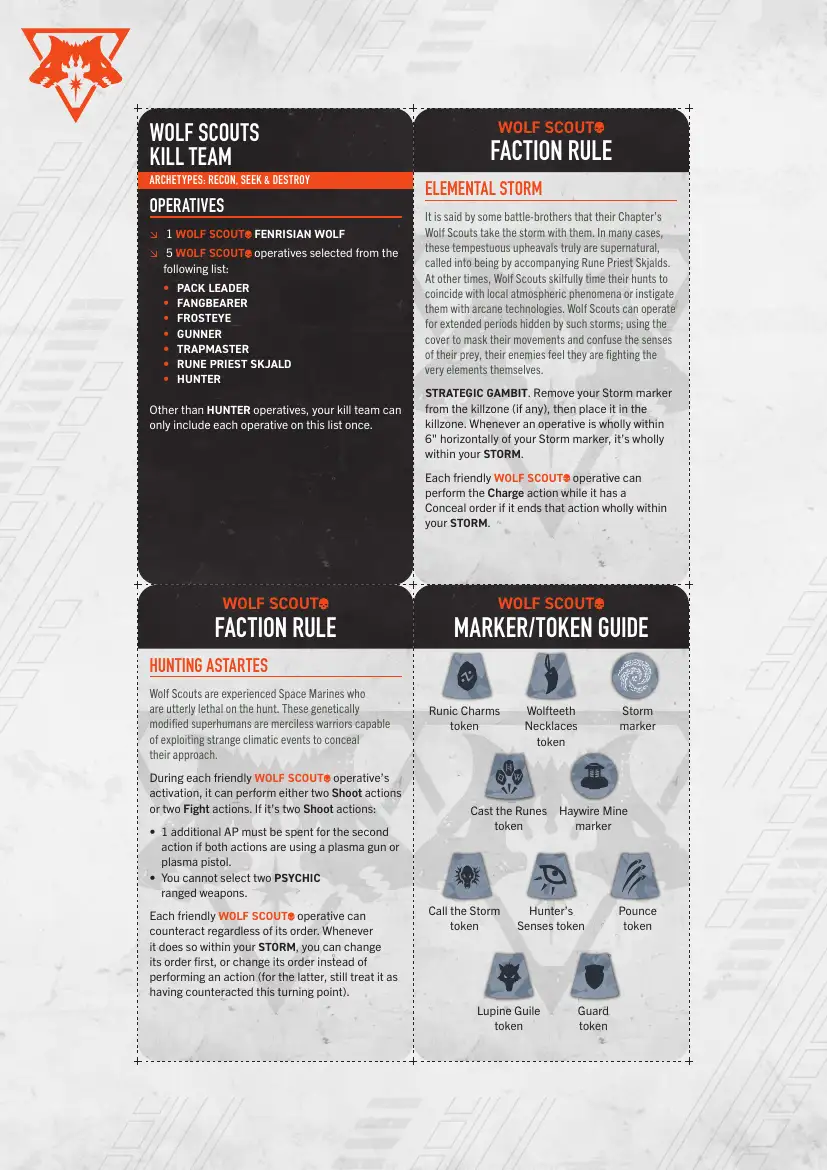 WOLF SCOUTS
KILL TEAM
ARCHETYPES: RECON, SEEK & DESTROY
OPERATIVES
1 WOLF SCOUT FENRISIAN WOLF
5 WOLF SCOUT operatives selected from the
following list:
• PACK LEADER
• FANGBEARER
• FROSTEYE
• GUNNER
• TRAPMASTER
• RUNE PRIEST SKJALD
• HUNTER
Other than HUNTER operatives, your kill team can
only include each operative on this list once.
WOLF SCOUT
FACTION RULE
ELEMENTAL STORM
It is said by some battle-brothers that their Chapter's
Wolf Scouts take the storm with them. In many cases,
these tempestuous upheavals truly are supernatural,
called into being by accompanying Rune Priest Skjalds.
At other times, Wolf Scouts skilfully time their hunts to
coincide with local atmospheric phenomena or instigate
them with arcane technologies. Wolf Scouts can operate
for extended periods hidden by such storms; using the
cover to mask their movements and confuse the senses
of their prey, their enemies feel they are fighting the
very elements themselves.
STRATEGIC GAMBIT. Remove your Storm marker
from the killzone (if any), then place it in the
killzone. Whenever an operative is wholly within
6" horizontally of your Storm marker, it's wholly
within your STORM.
Each friendly WOLF SCOUT operative can
perform the Charge action while it has a
Conceal order if it ends that action wholly within
your STORM.
WOLF SCOUT
FACTION RULE
HUNTING ASTARTES
Wolf Scouts are experienced Space Marines who
are utterly lethal on the hunt. These genetically
modified superhumans are merciless warriors capable
of exploiting strange climatic events to conceal
their approach.
During each friendly WOLF SCOUT operative's
activation, it can perform either two Shoot actions
or two Fight actions. If it's two Shoot actions:
• 1 additional AP must be spent for the second
action if both actions are using a plasma gun or
plasma pistol.
• You cannot select two PSYCHIC
ranged weapons.
Each friendly WOLF SCOUT operative can
counteract regardless of its order. Whenever
it does so within your STORM, you can change
its order first, or change its order instead of
performing an action (for the latter, still treat it as
having counteracted this turning point).
WOLF SCOUT
MARKER/TOKEN GUIDE
Runic Charms
token
Wolfteeth
Necklaces
token
Storm
marker
Cast the Runes
token
Haywire Mine
marker
Call the Storm
token
Hunter's
Senses token
Pounce
token
Lupine Guile
token
Guard
token